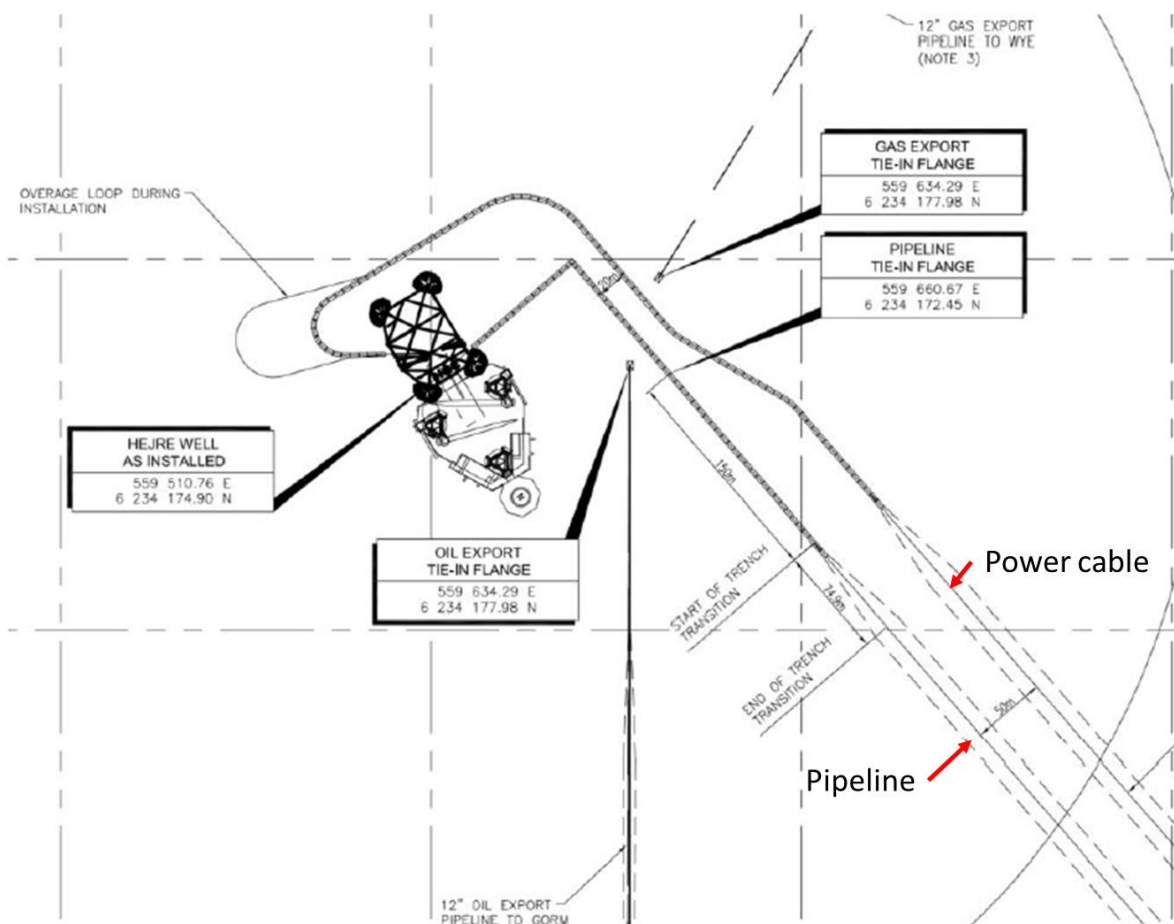 12" GAS EXPORT
PIPELINE TO WYE
(NOTE 3)
GAS EXPORT
TIE-IN FLANGE
559 634.29 E
6 234 177.98 N
OVERAGE LOOP DURING
INSTALLATION
PIPELINE
TIE-IN FLANGE
559 660.67 E
6 234 172.45 N
20m
HEJRE WELL
AS INSTALLED
559 510.76 E
6 234 174.90 N
150m
OIL EXPORT
TIE-IN FLANGE
559 634.29 E
6 234 177.98 N
START OF TRENCH
TRANSITION
74.9m
Power cable
END OF TRENCH
TRANSITION
50m
Pipeline
12" OIL EXPORT
PIPELINE TO GORM